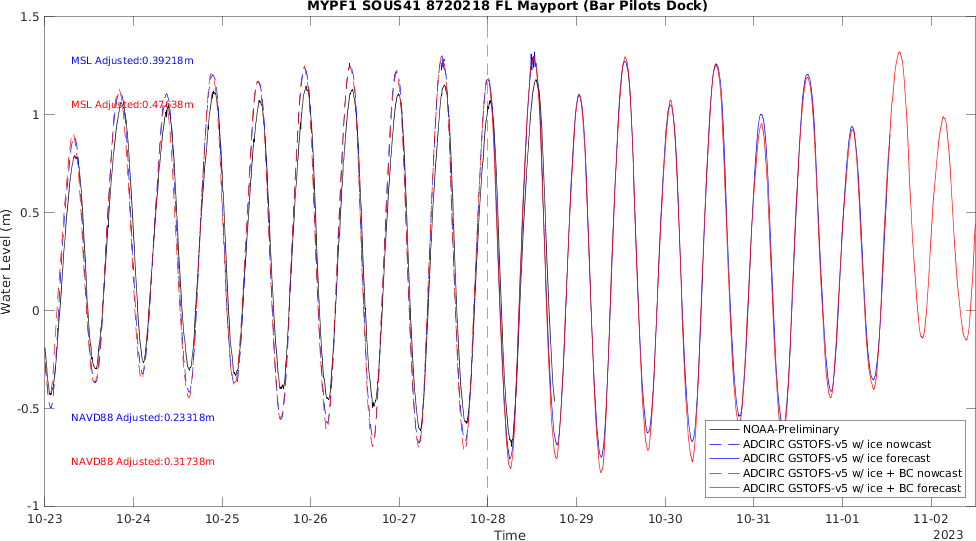 MYPF1 SOUS41 8720218 FL Mayport (Bar Pilots Dock)
1.5
MSL Adjusted:0.39218m
MSL Adjusted:0.47638m
1
0.5
Water Level (m)
0
-0.5
NAVD88 Adjusted:0.23318m
NAVD88 Adjusted:0.31738m
NOAA-Preliminary
ADCIRC GSTOFS-v5 w/ ice nowcast
ADCIRC GSTOFS-v5 w/ ice forecast
ADCIRC GSTOFS-v5 w/ ice + BC nowcast
ADCIRC GSTOFS-v5 w/ ice + BC forecast
-1
10-23 10-24 10-25 10-26 10-27 10-28 10-29 10-30 10-31 11-01 11-02
Time
2023